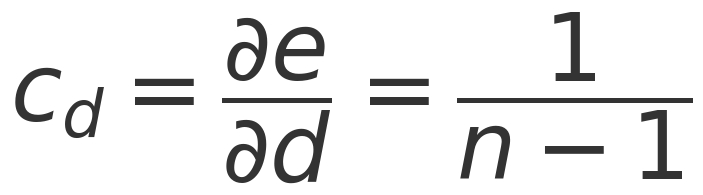 c_d = ∂e/∂d = 1/(n − 1)